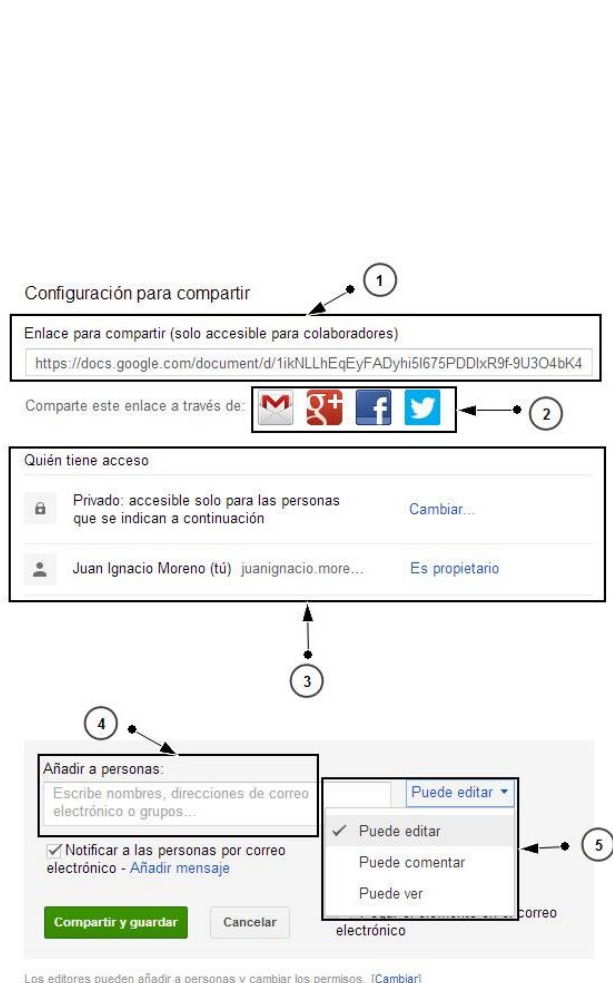 1
Configuración para compartir
Enlace para compartir (solo accesible para colaboradores)
https://docs.google.com/document/d/1ikNLLhEqEyFADyhi5I675PDDIxR9f-9U3O4bK4
Comparte este enlace a través de:
2
Quién tiene acceso
Privado: accesible solo para las personas
que se indican a continuación
Cambiar...
Juan Ignacio Moreno (tú) juanignacio.more... Es propietario
3
4
Añadir a personas:
Escribe nombres, direcciones de correo
electrónico o grupos...
Puede editar
Puede editar
Puede comentar
Puede ver
5
Notificar a las personas por correo
electrónico - Añadir mensaje
correo
electrónico
Compartir y guardar Cancelar
Los editores pueden añadir a personas y cambiar los permisos. [Cambiar]